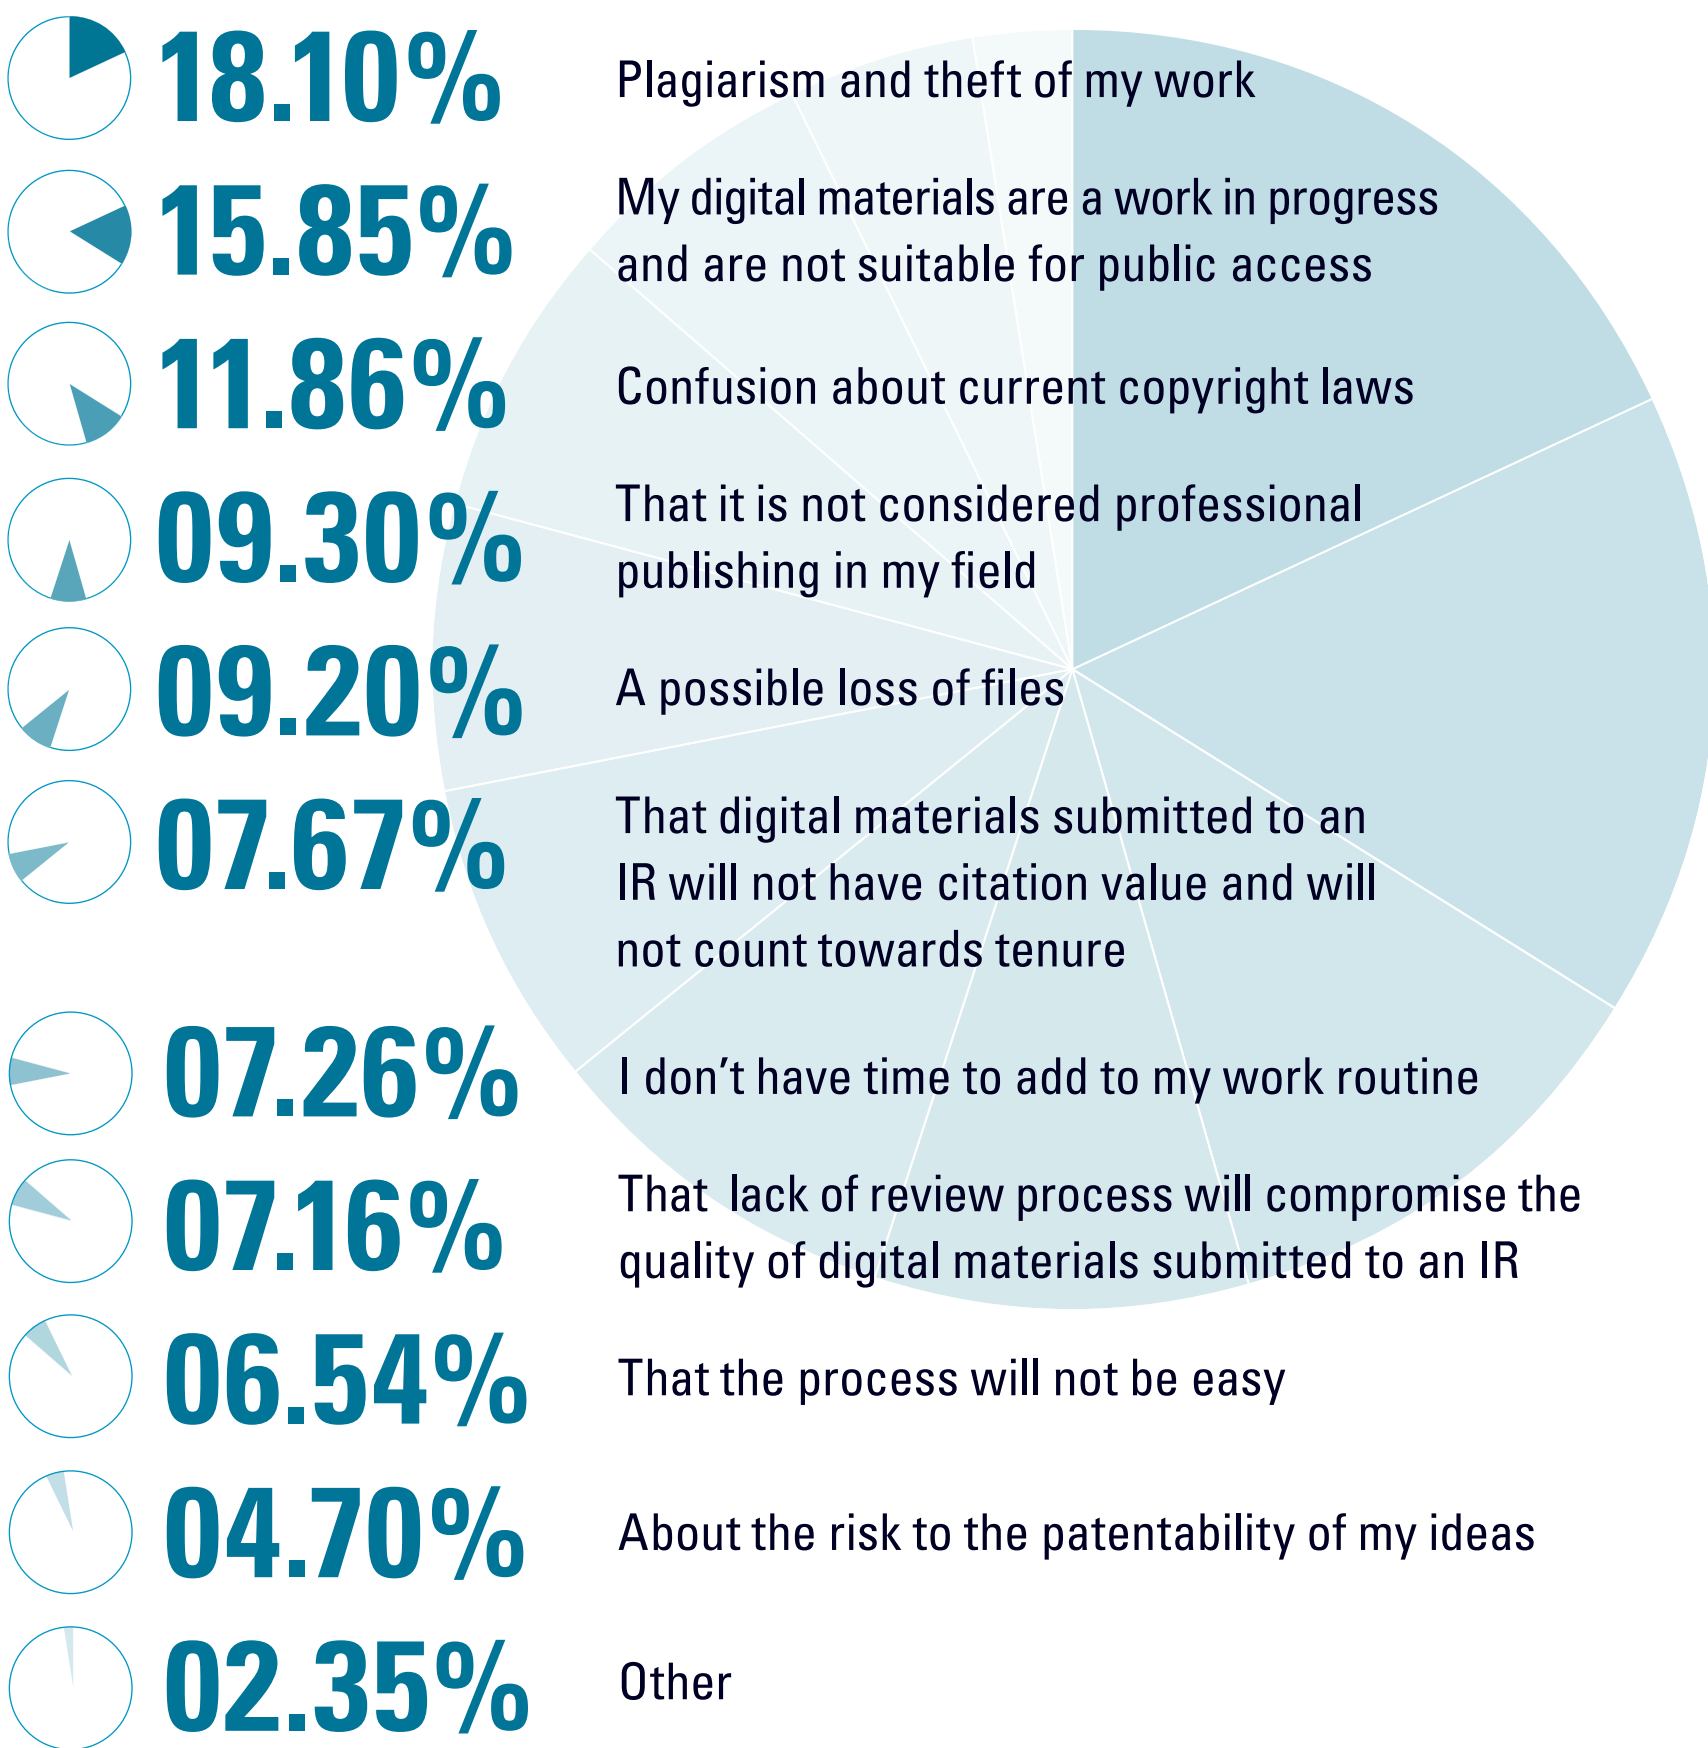 18.10% Plagiarism and theft of my work
15.85% My digital materials are a work in progress
and are not suitable for public access
11.86% Confusion about current copyright laws
09.30% That it is not considered professional
publishing in my field
09.20% A possible loss of files
07.67% That digital materials submitted to an
IR will not have citation value and will
not count towards tenure
07.26% I don’t have time to add to my work routine
07.16% That lack of review process will compromise the
quality of digital materials submitted to an IR
06.54% That the process will not be easy
04.70% About the risk to the patentability of my ideas
02.35% Other